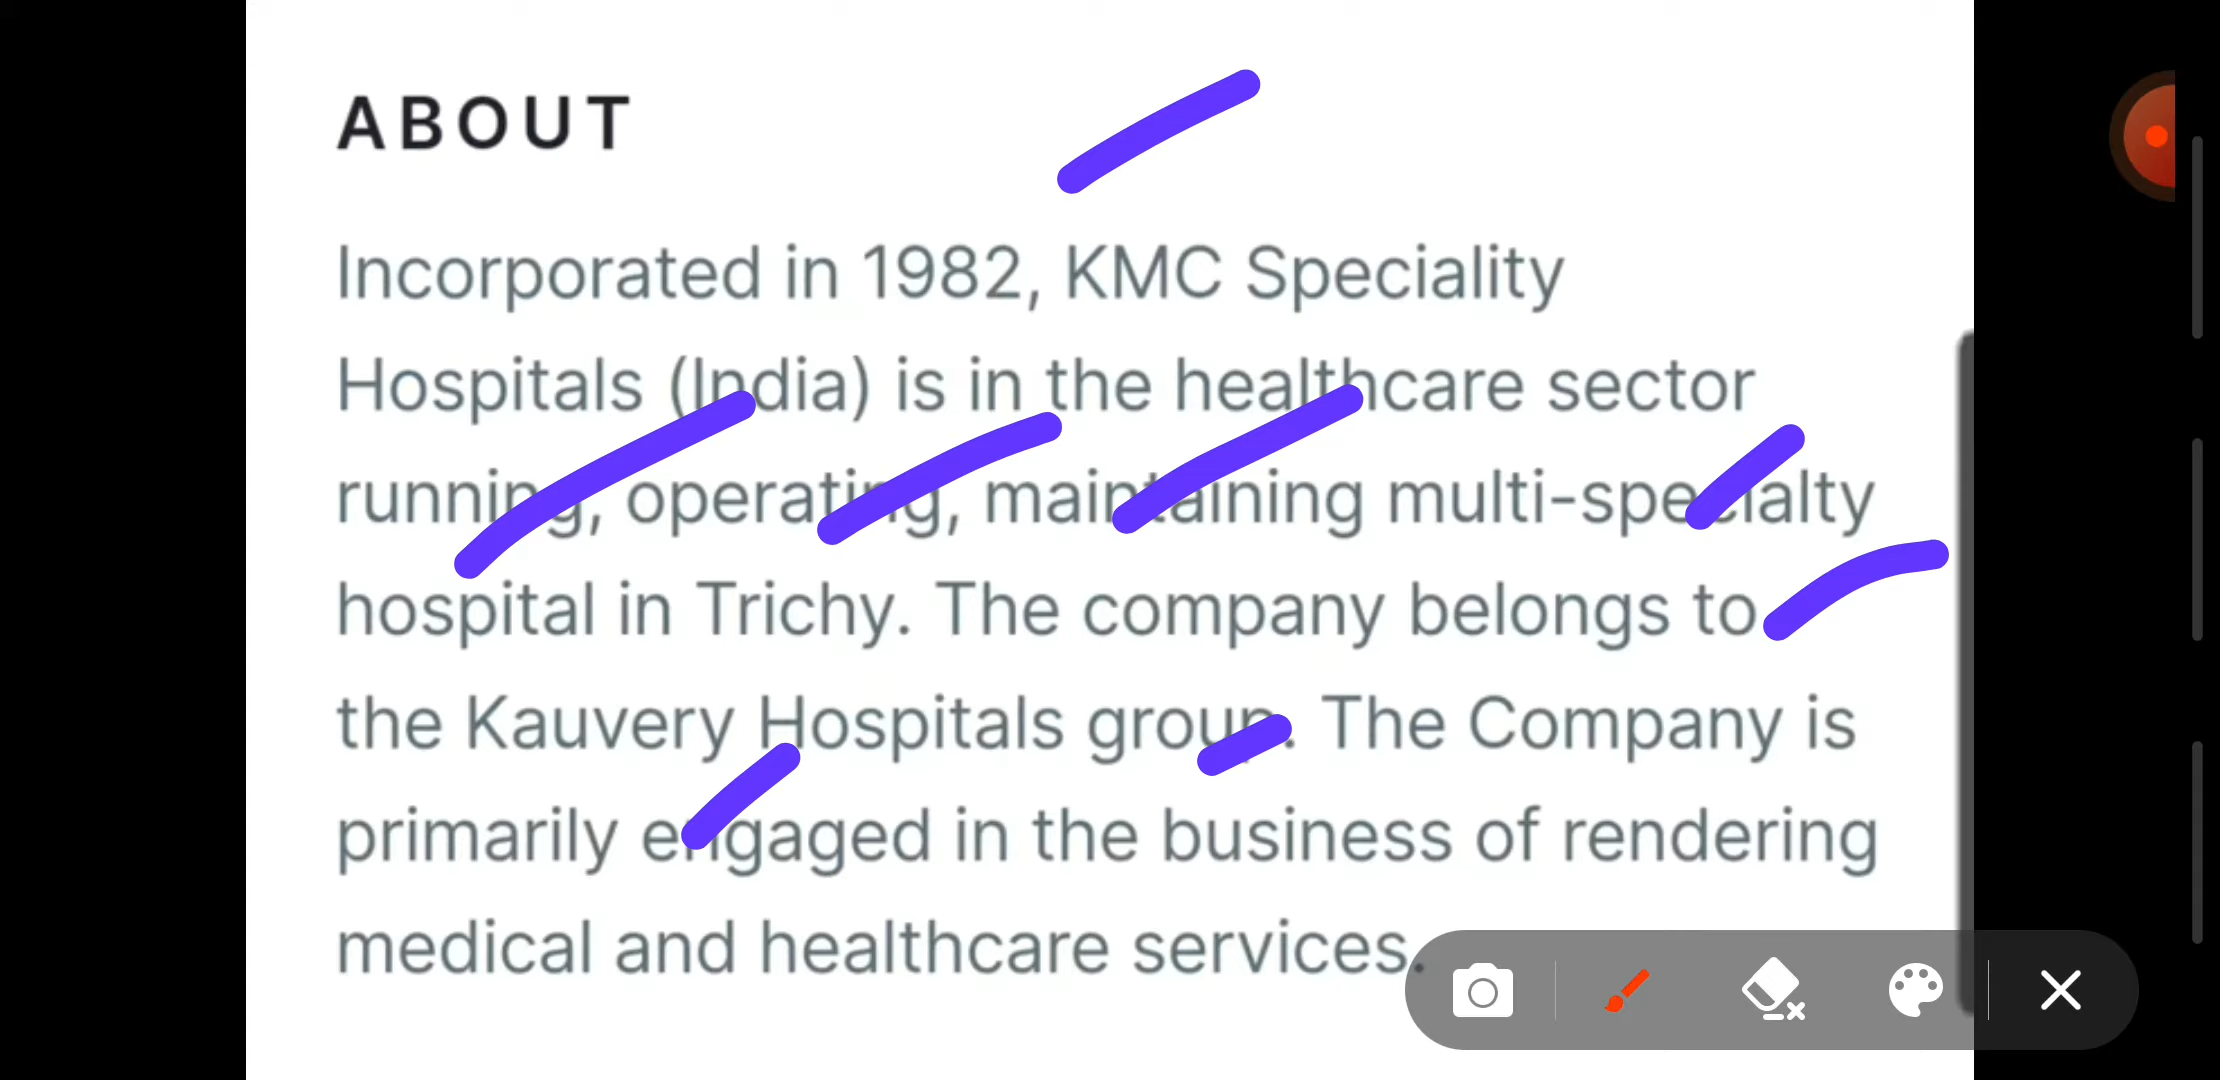 ABOUT
Incorporated in 1982, KMC Speciality
Hospitals (India) is in the healthcare sector
running, operating, maintaining multi-specialty
hospital in Trichy. The company belongs to
the Kauvery Hospitals group. The Company is
primarily engaged in the business of rendering
medical and healthcare services.